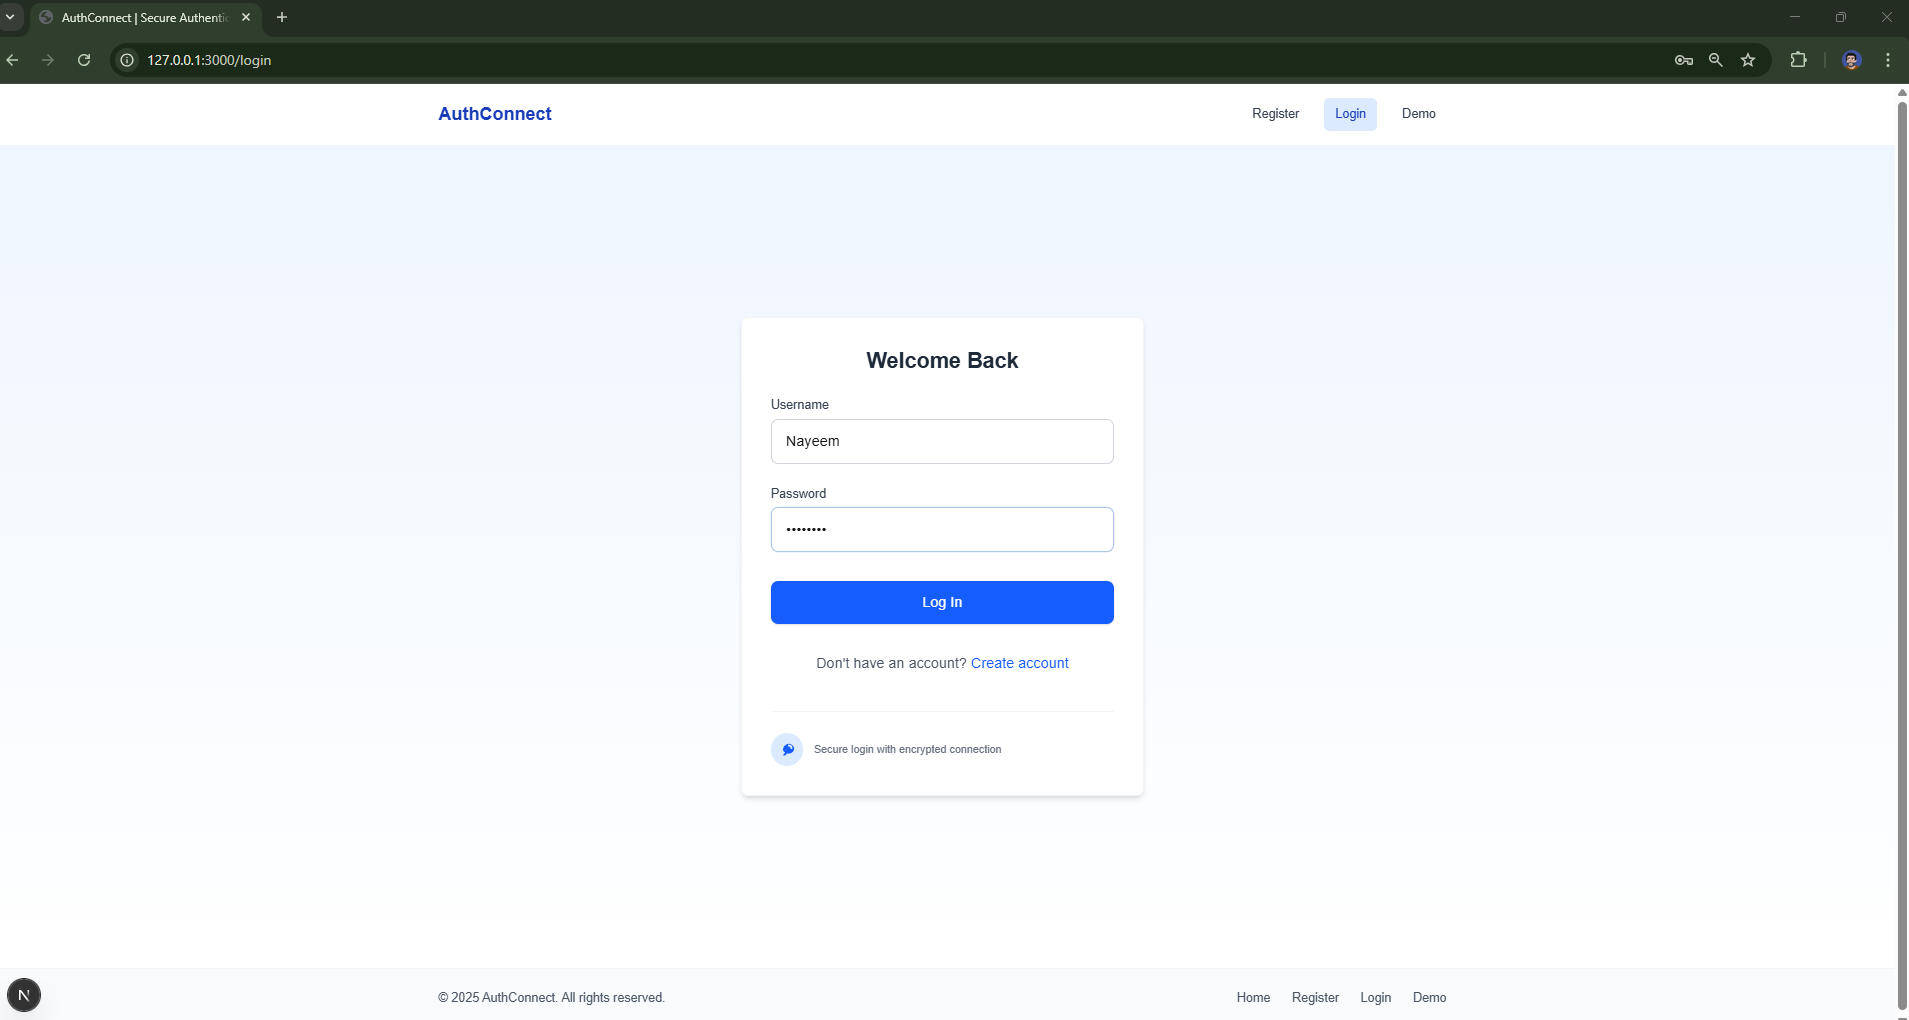 AuthConnect | Secure Authenti
127.0.0.1:3000/login
AuthConnect
Register Login Demo
Welcome Back
Username
Nayeem
Password
••••••••
Log In
Don't have an account? Create account
Secure login with encrypted connection
N
© 2025 AuthConnect. All rights reserved.
Home Register Login Demo